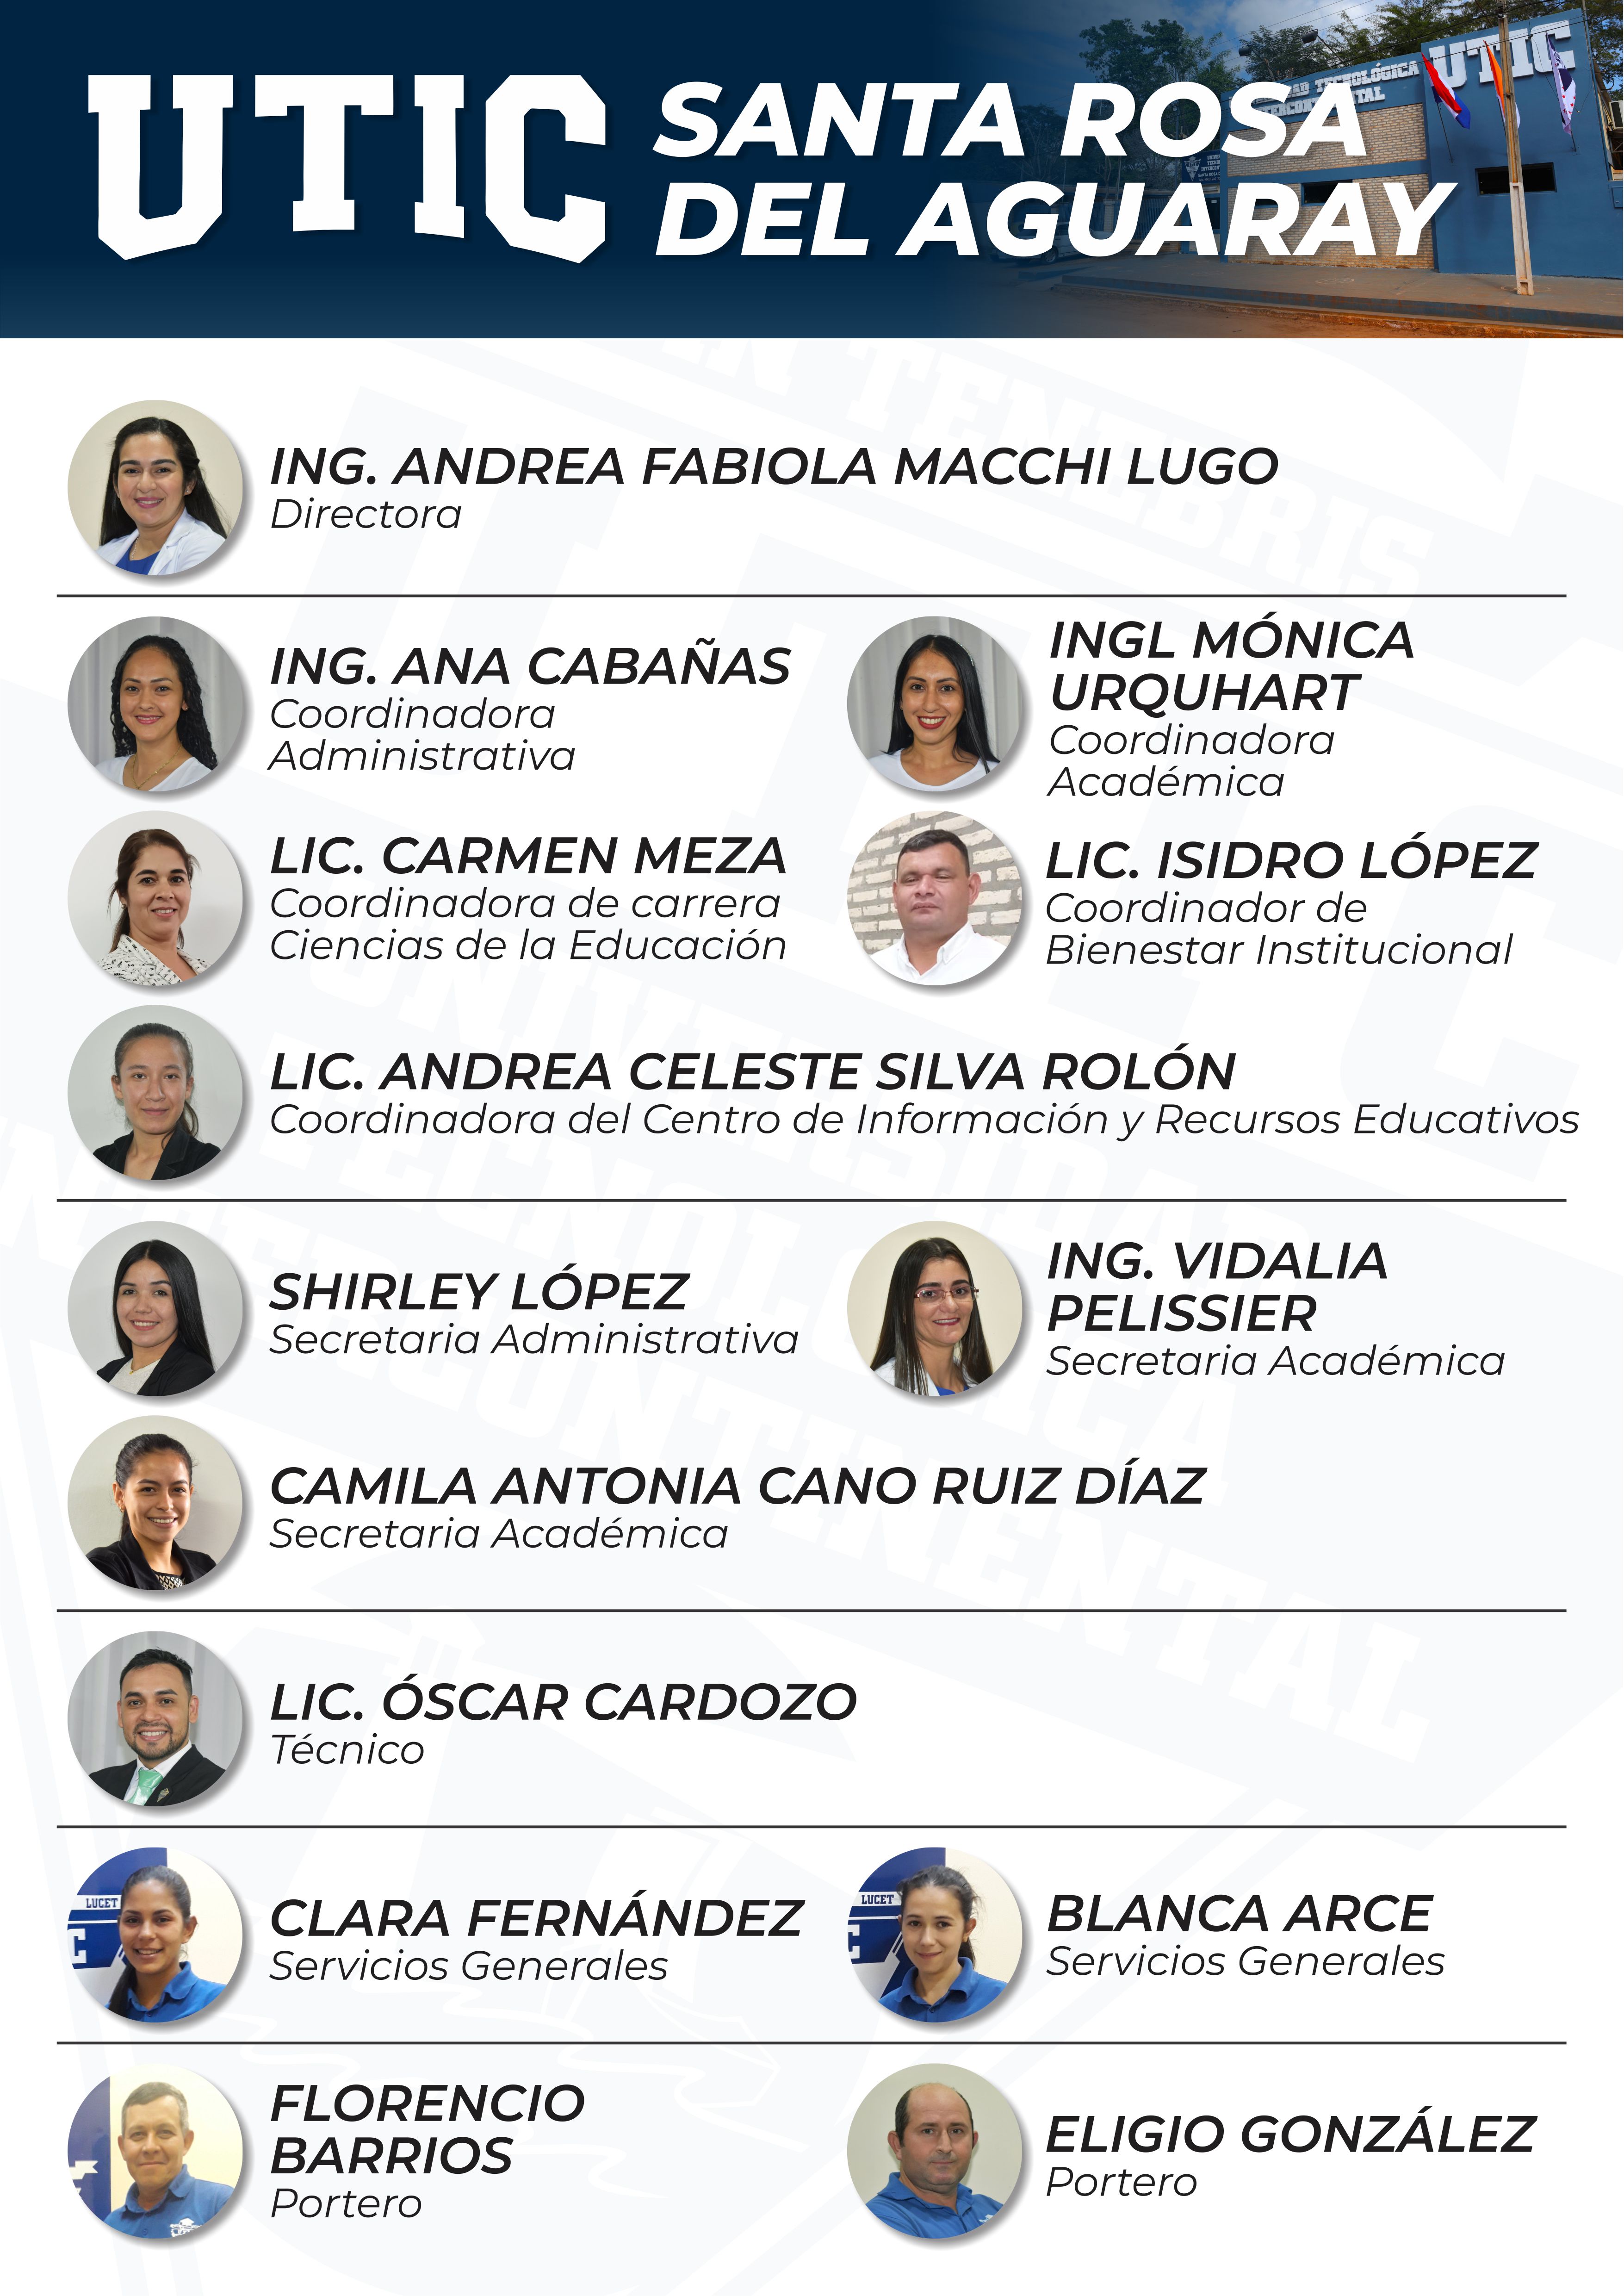 UTIC SANTA ROSA
DEL AGUARAY
UTIC
ING. ANDREA FABIOLA MACCHI LUGO
Directora
ING. ANA CABAÑAS
Coordinadora
Administrativa
INGL MÓNICA
URQUHART
Coordinadora
Académica
LIC. CARMEN MEZA
Coordinadora de carrera
Ciencias de la Educación
LIC. ISIDRO LÓPEZ
Coordinador de
Bienestar Institucional
LIC. ANDREA CELESTE SILVA ROLÓN
Coordinadora del Centro de Información y Recursos Educativos
SHIRLEY LÓPEZ
Secretaria Administrativa
ING. VIDALIA
PELISSIER
Secretaria Académica
CAMILA ANTONIA CANO RUIZ DÍAZ
Secretaria Académica
LIC. ÓSCAR CARDOZO
Técnico
LUCET
CLARA FERNÁNDEZ
Servicios Generales
LUCET
BLANCA ARCE
Servicios Generales
FLORENCIO
BARRIOS
Portero
ELIGIO GONZÁLEZ
Portero